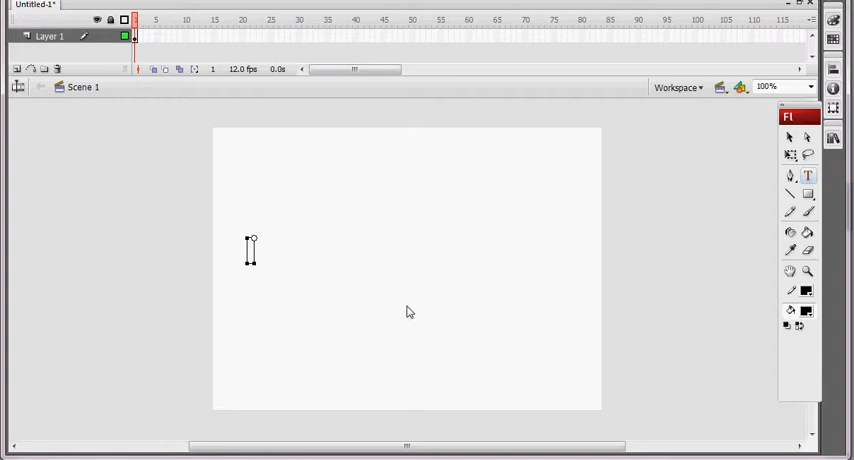 Untitled-1*
1 5 10 15 20 25 30 35 40 45 50 55 60 65 70 75 80 85 90 95 100 105 110 115
Layer 1
1 12.0 fps 0.0s
Scene 1 Workspace 100%
Fl
T